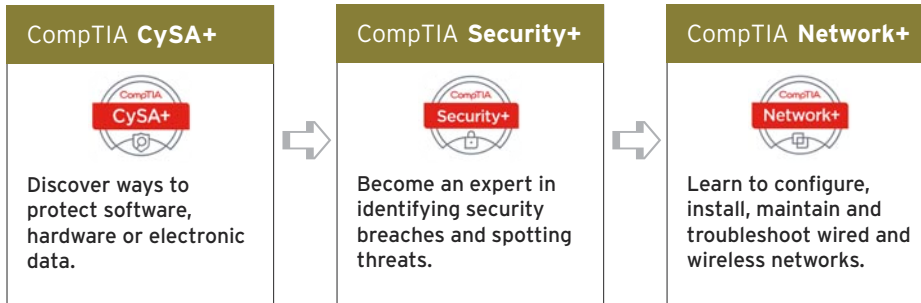 CompTIA CySA+
CompTIA
CySA+
Discover ways to
protect software,
hardware or electronic
data.
CompTIA Security+
CompTIA
Security+
Become an expert in
identifying security
breaches and spotting
threats.
CompTIA Network+
CompTIA
Network+
Learn to configure,
install, maintain and
troubleshoot wired and
wireless networks.